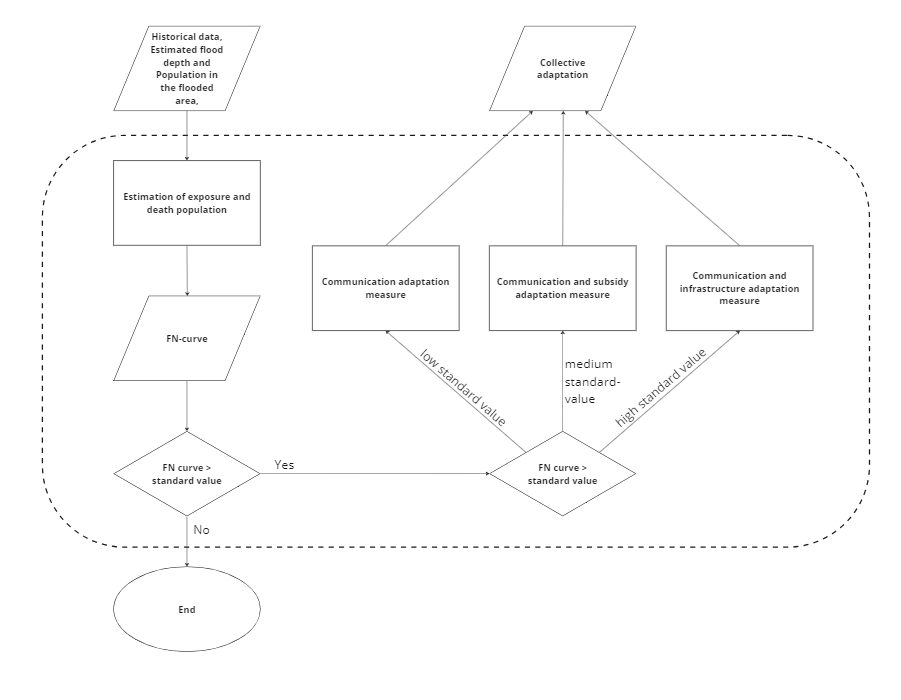 Historical data,
Estimated flood
depth and
Population in
the flooded
area,
Collective
adaptation
Estimation of exposure and
death population
Communication adaptation
measure
Communication and subsidy
adaptation measure
Communication and
infrastructure adaptation
measure
FN-curve
low standard value
medium
standard-
value
high standard value
FN curve >
standard value
Yes
FN curve >
standard value
No
End